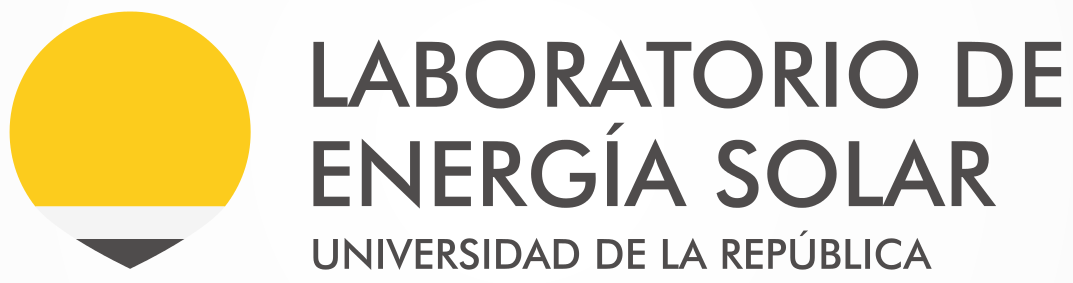 LABORATORIO DE
ENERGÍA SOLAR
UNIVERSIDAD DE LA REPÚBLICA